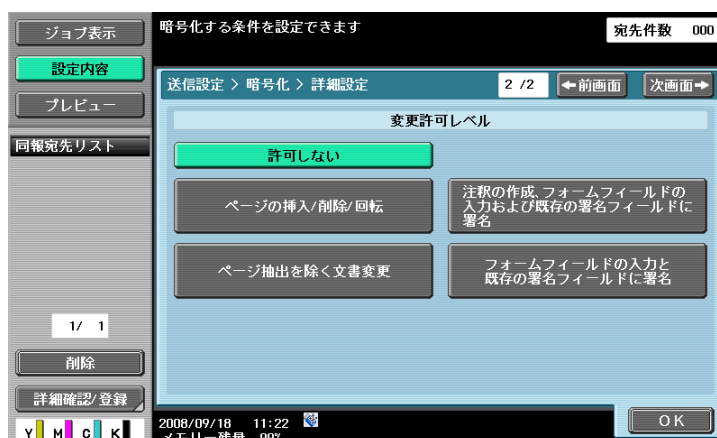 ジョブ表示
暗号化する条件を設定できます
宛先件数 000
設定内容
送信設定 > 暗号化 > 詳細設定
2 /2
←前画面
次画面→
プレビュー
変更許可レベル
同報宛先リスト
許可しない
ページの挿入/削除/回転
注釈の作成、フォームフィールドの
入力および既存の署名フィールドに
署名
ページ抽出を除く文書変更
フォームフィールドの入力と
既存の署名フィールドに署名
1/ 1
削除
詳細確認/登録
Y M C K
2008/09/18 11:22
メモリー残量 99%
OK